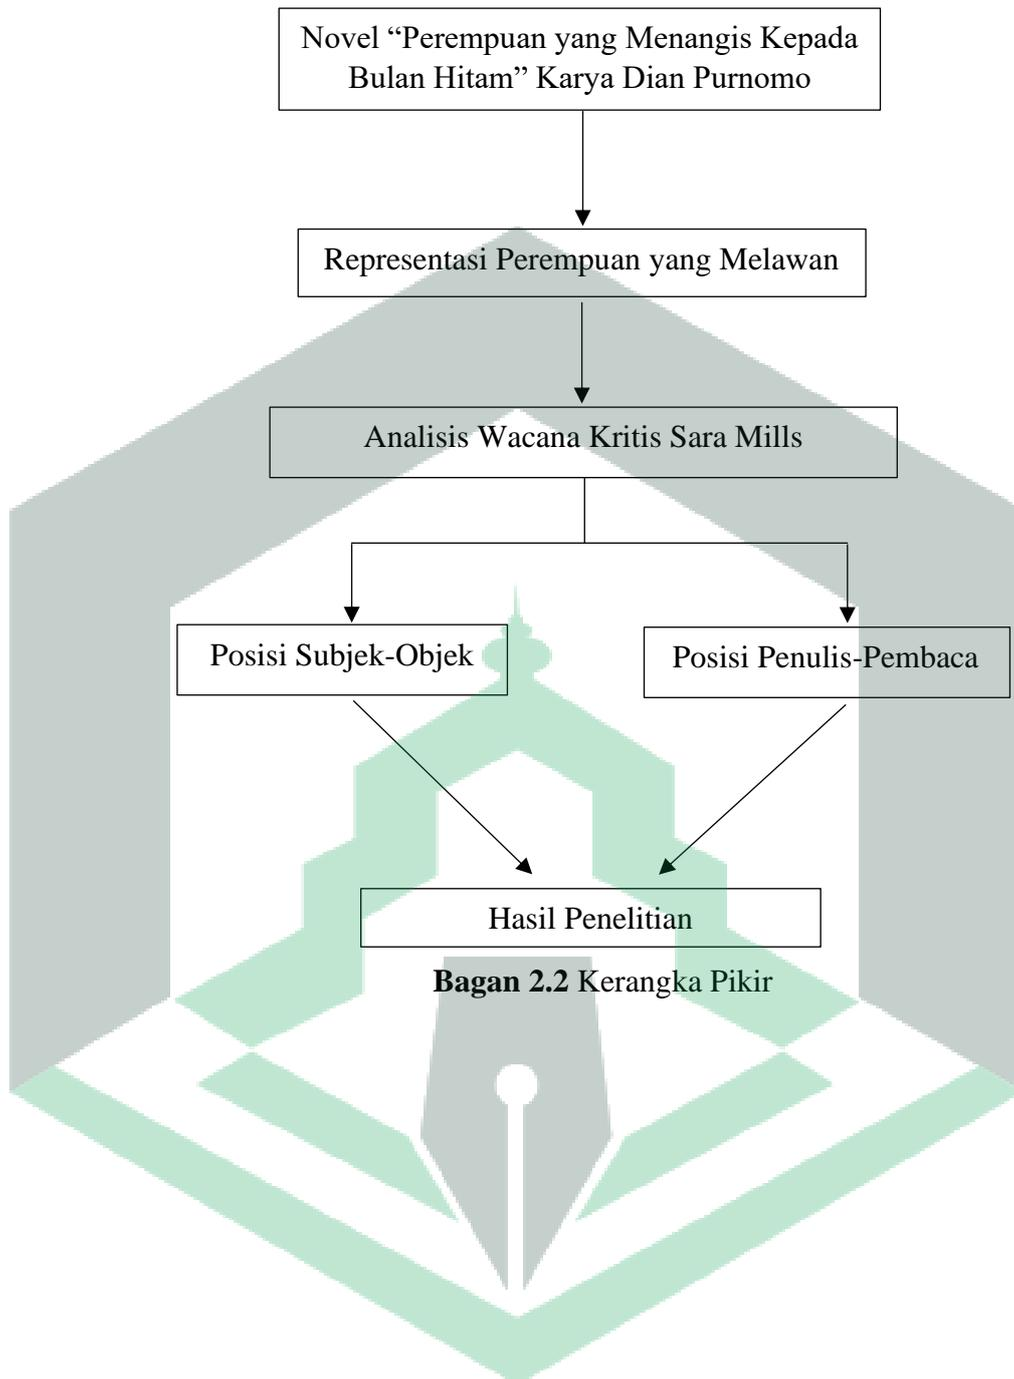 Novel “Perempuan yang Menangis Kepada
Bulan Hitam” Karya Dian Purnomo
Representasi Perempuan yang Melawan
Analisis Wacana Kritis Sara Mills
Posisi Subjek-Objek
Posisi Penulis-Pembaca
Hasil Penelitian
Bagan 2.2 Kerangka Pikir